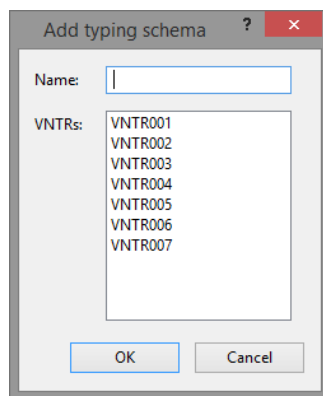 Add typing schema ? ×
Name:
VNTRs: VNTR001
VNTR002
VNTR003
VNTR004
VNTR005
VNTR006
VNTR007
OK Cancel